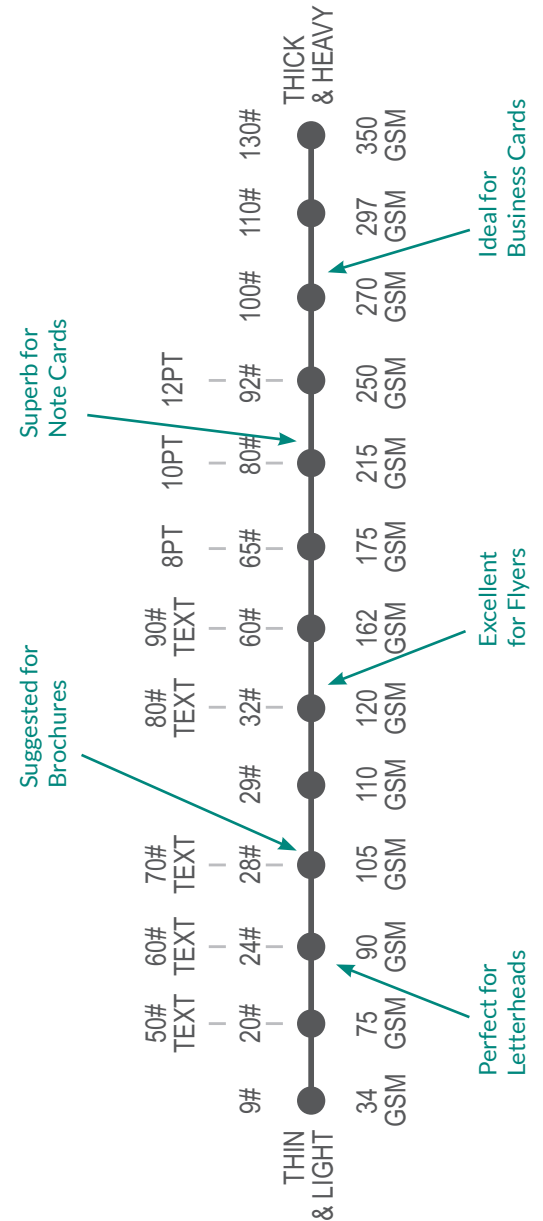 Suggested for
Brochures
Superb for
Note Cards
50#
TEXT
60#
TEXT
70#
TEXT
80#
TEXT
90#
TEXT
8PT
10PT
12PT
9#
20#
24#
28#
29#
32#
60#
65#
80#
92#
100#
110#
130#
THIN
& LIGHT
THICK
& HEAVY
34
GSM
75
GSM
90
GSM
105
GSM
110
GSM
120
GSM
162
GSM
175
GSM
215
GSM
250
GSM
270
GSM
297
GSM
350
GSM
Perfect for
Letterheads
Excellent
for Flyers
Ideal for
Business Cards